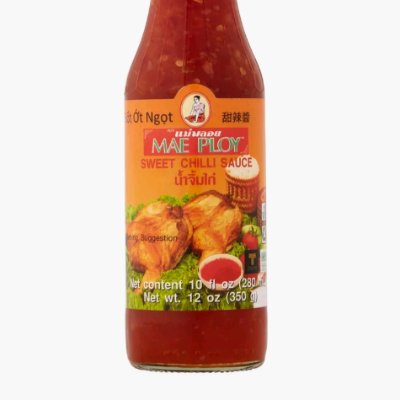 Ớt Ngọt
甜辣醬
แม่พลอย
MAE PLOY
SWEET CHILLI SAUCE
น้ำจิ้มไก่
Suggestion
Net content 10 fl oz (280
Net wt. 12 oz (350 g)